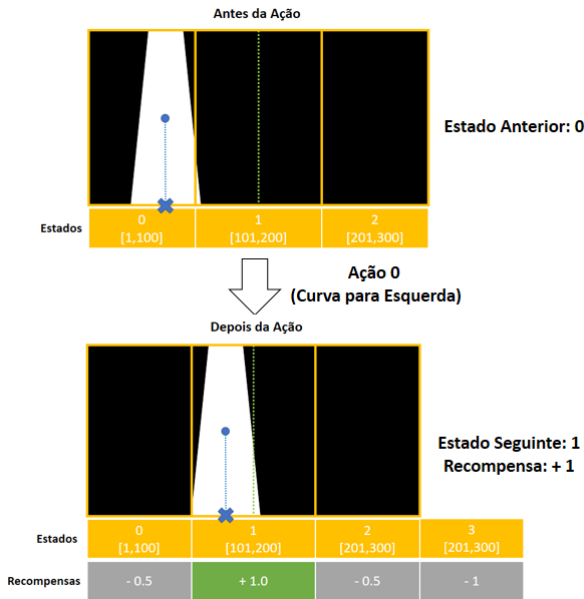 Antes da Ação
Estado Anterior: 0
Estados
0 1 2
[1,100] [101,200] [201,300]
Ação 0
(Curva para Esquerda)
Depois da Ação
Estado Seguinte: 1
Recompensa: + 1
Estados
0 1 2 3
[1,100] [101,200] [201,300] [201,300]
Recompensas - 0.5 + 1.0 - 0.5 - 1